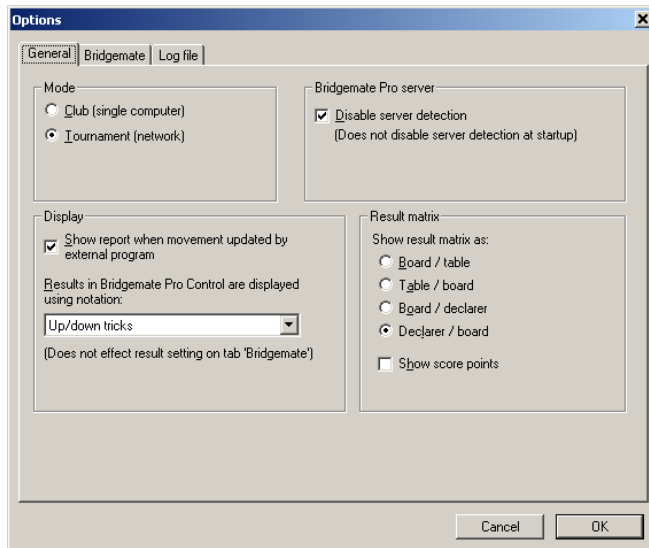 Options
General
Bridgemate
Log file
Mode
Club (single computer)
Tournament (network)
Bridgemate Pro server
Disable server detection
(Does not disable server detection at startup)
Display
Show report when movement updated by
external program
Results in Bridgemate Pro Control are displayed
using notation:
Up/down tricks
(Does not effect result setting on tab 'Bridgemate')
Result matrix
Show result matrix as:
Board / table
Table / board
Board / declarer
Declarer / board
Show score points
Cancel
OK